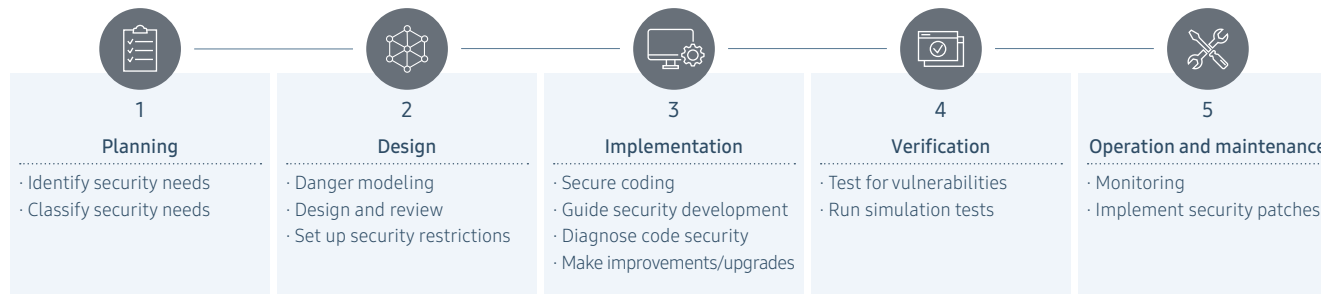 1
Planning
· Identify security needs
· Classify security needs
2
Design
· Danger modeling
· Design and review
· Set up security restrictions
3
Implementation
· Secure coding
· Guide security development
· Diagnose code security
· Make improvements/upgrades
4
Verification
· Test for vulnerabilities
· Run simulation tests
5
Operation and maintenance
· Monitoring
· Implement security patches